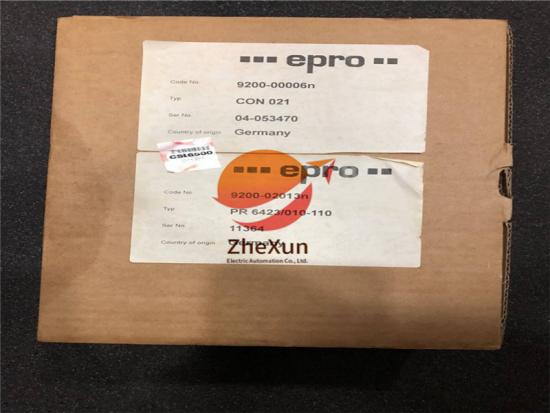 epro
Code No. 9200-00006n
Typ CON 021
Ser No. 04-053470
Country of origin Germany
CSI6500
epro
Code No 9200-02013n
Typ PR 6423/010-110
Ser No 11364
Country of origin Germany
ZheXun
Electric Automation Co., Ltd.